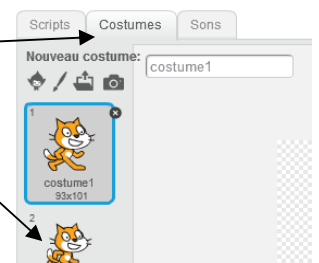 Scripts Costumes Sons
Nouveau costume: costume1
1
costume1
93x101
2